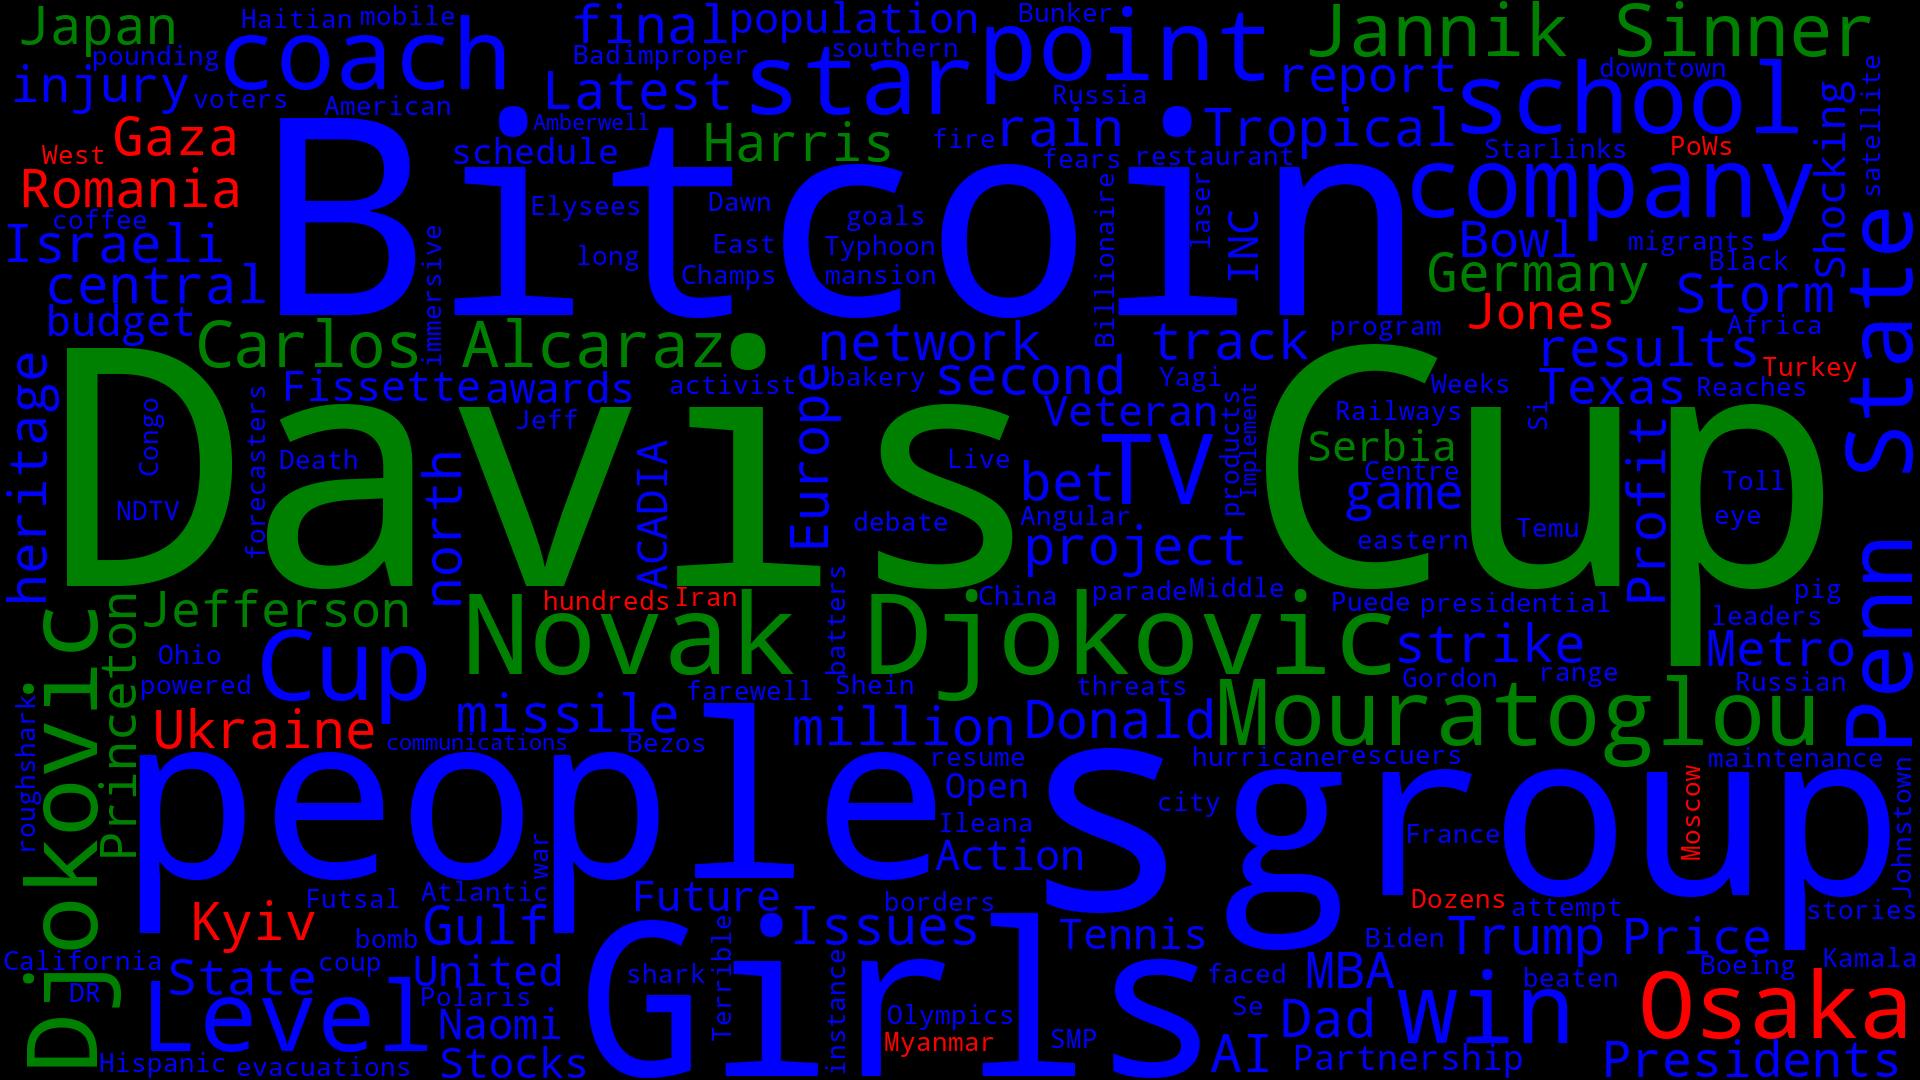 Japan
Haitian
mobile
final
population
Bunker
Jannik Sinner
pounding
coach
Badimproper
southern
point
report
downtown
injury
voters
American
Latest
star
Russia
school
Shocking
satellite
Gaza
Amberwell
Harris
fire
rain
Tropical
West
schedule
fears
restaurant
Starlinks
PoWs
Romania
Bitcoin
Elysees
Dawn
goals
Billionaire
laser
company
coffee
Israeli
immersive
long
East
Typhoon
INC
Bowl
migrants
central
Champs
mansion
Germany
Black
Storm
budget
Jones
Carlos Alcaraz
network
track
program
Africa
results
Penn State
heritage
Fissette
awards
activist
bakery
second
Yagi
Weeks
Texas
Reaches
Turkey
Congo
forecasters
Jeff
Europe
Veteran
products
Implement
Railways
Si
Davis Cup
Death
Live
Serbia
Centre
Profit
NDTV
north
ACADIA
bet
TV
game
Toll
debate
Angular
Temu
eye
project
eastern
Jefferson
hundreds
Iran
batters
China
parade
Middle
Puede
presidential
pig
leaders
Djokovic
Princeton
Novak Djokovic
strike
Metro
Ohio
Cup
powered
farewell
Shein
threats
Gordon
range
Russian
roughshark
Ukraine
missile
million
Donald
Mouratoglou
communications
Bezos
resume
hurricane
rescuers
maintenance
people
s
group
Open
city
Moscow
Johnstown
Ileana
France
war
Action
Futsal
Atlantic
Future
borders
Dozens
attempt
stories
Kyiv
bomb
Gulf
Issues
Tennis
Biden
Trump
Price
California
State
coup
United
shark
Terrible
Girls
instance
faced
MBA
beaten
Boeing
Kamala
DR
Level
Polaris
Naomi
Olympics
SMP
Se
Dad
win
Osaka
Myanmar
Hispanic
evacuations
Stocks
AI
Partnership
Presidents